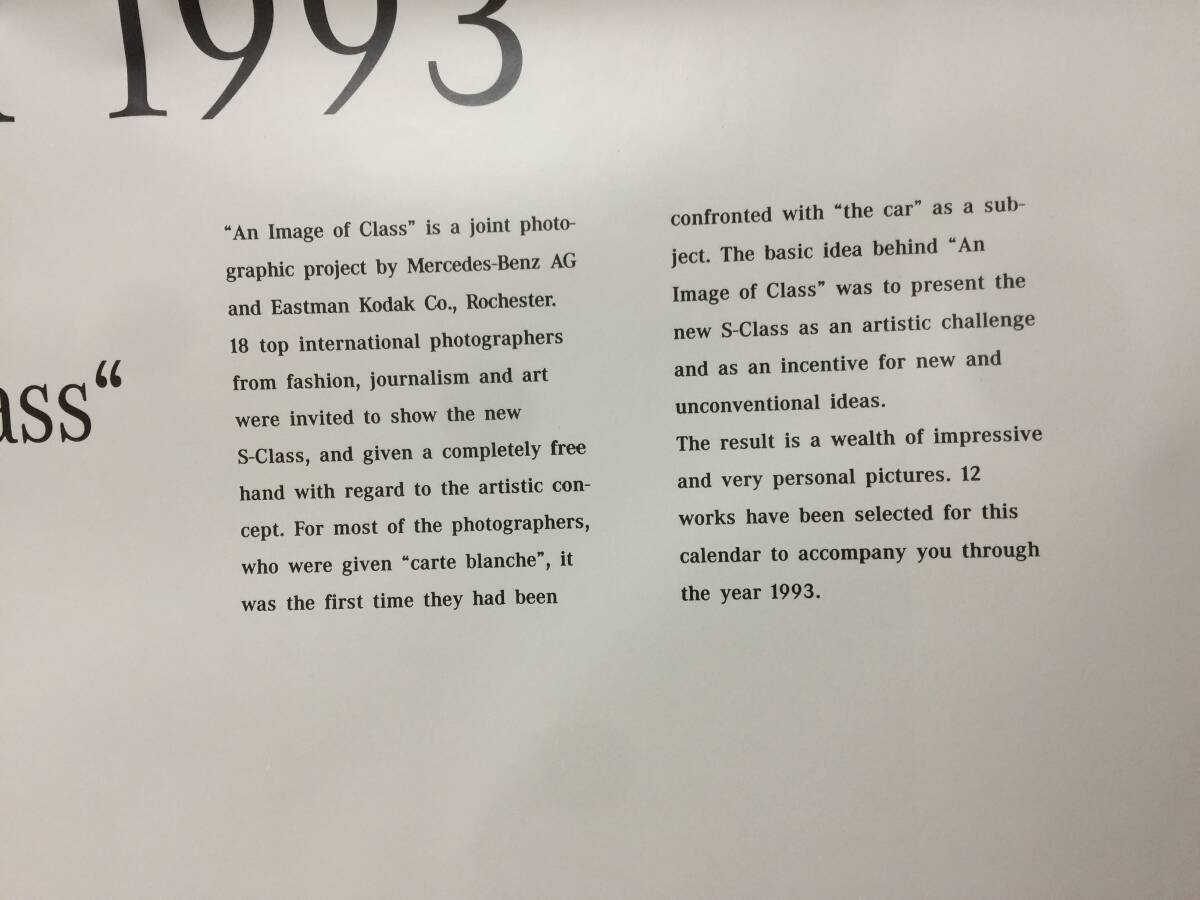 1993
ass“
“An Image of Class” is a joint photo-
graphic project by Mercedes-Benz AG
and Eastman Kodak Co., Rochester.
18 top international photographers
from fashion, journalism and art
were invited to show the new
S-Class, and given a completely free
hand with regard to the artistic con-
cept. For most of the photographers,
who were given “carte blanche”, it
was the first time they had been
confronted with “the car” as a sub-
ject. The basic idea behind “An
Image of Class” was to present the
new S-Class as an artistic challenge
and as an incentive for new and
unconventional ideas.
The result is a wealth of impressive
and very personal pictures. 12
works have been selected for this
calendar to accompany you through
the year 1993.